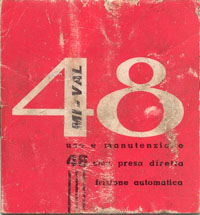 48
MI-VAL
uso e manutenzione
48 con presa diretta
frizione automatica